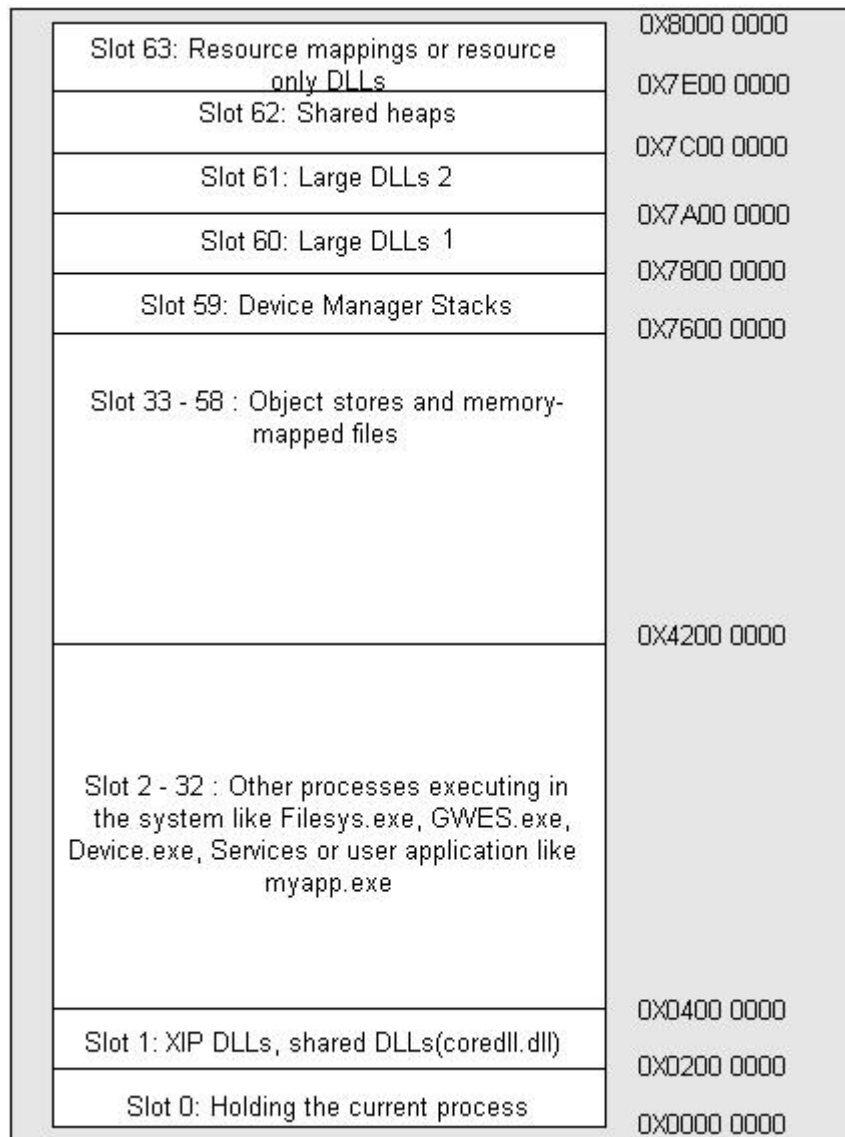 0X8000 0000
Slot 63: Resource mappings or resource
only DLLs
0X7E00 0000
Slot 62: Shared heaps
0X7C00 0000
Slot 61: Large DLLs 2
0X7A00 0000
Slot 60: Large DLLs 1
0X7800 0000
Slot 59: Device Manager Stacks
0X7600 0000
Slot 33 - 58 : Object stores and memory-
mapped files
0X4200 0000
Slot 2 - 32 : Other processes executing in
the system like Filesys.exe, GWES.exe,
Device.exe, Services or user application like
myapp.exe
0X0400 0000
Slot 1: XIP DLLs, shared DLLs(coredll.dll)
0X0200 0000
Slot 0: Holding the current process
0X0000 0000